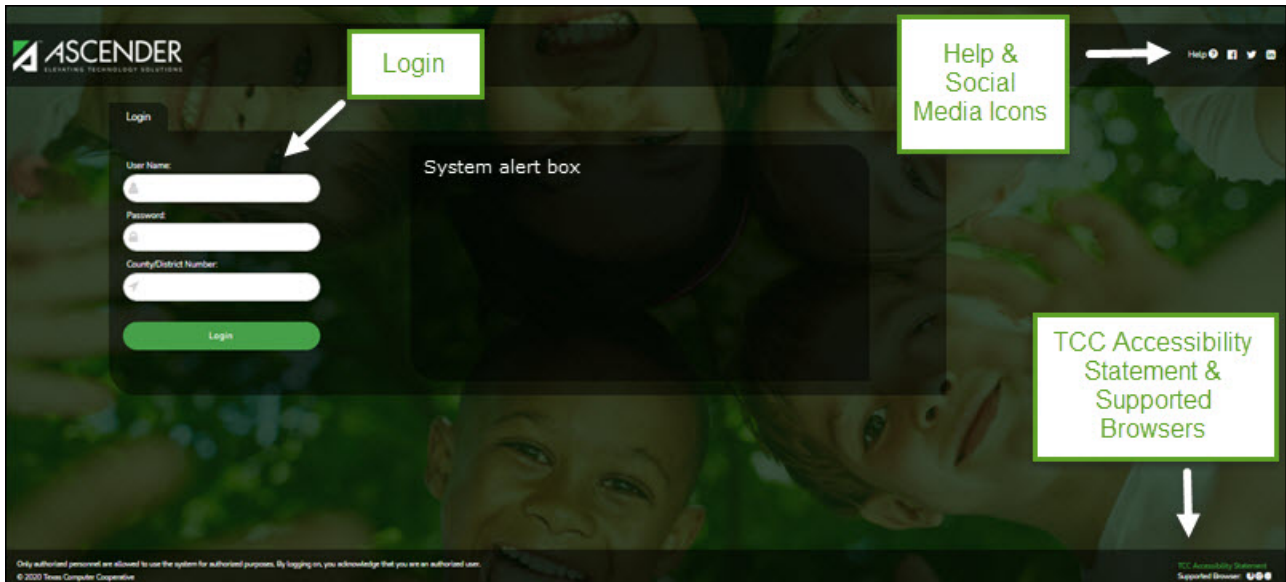 ASCENDER
ELEVATING TECHNOLOGY SOLUTIONS
Login
Help &
Social
Media Icons
Help
Login
User Name:
System alert box
Password:
County/District Number:
Login
TCC Accessibility
Statement &
Supported
Browsers
Only authorized personnel are allowed to use the system for authorized purposes. By logging on, you acknowledge that you are an authorized user.
© 2020 Texas Computer Cooperative
TCC Accessibility Statement
Supported Browser: